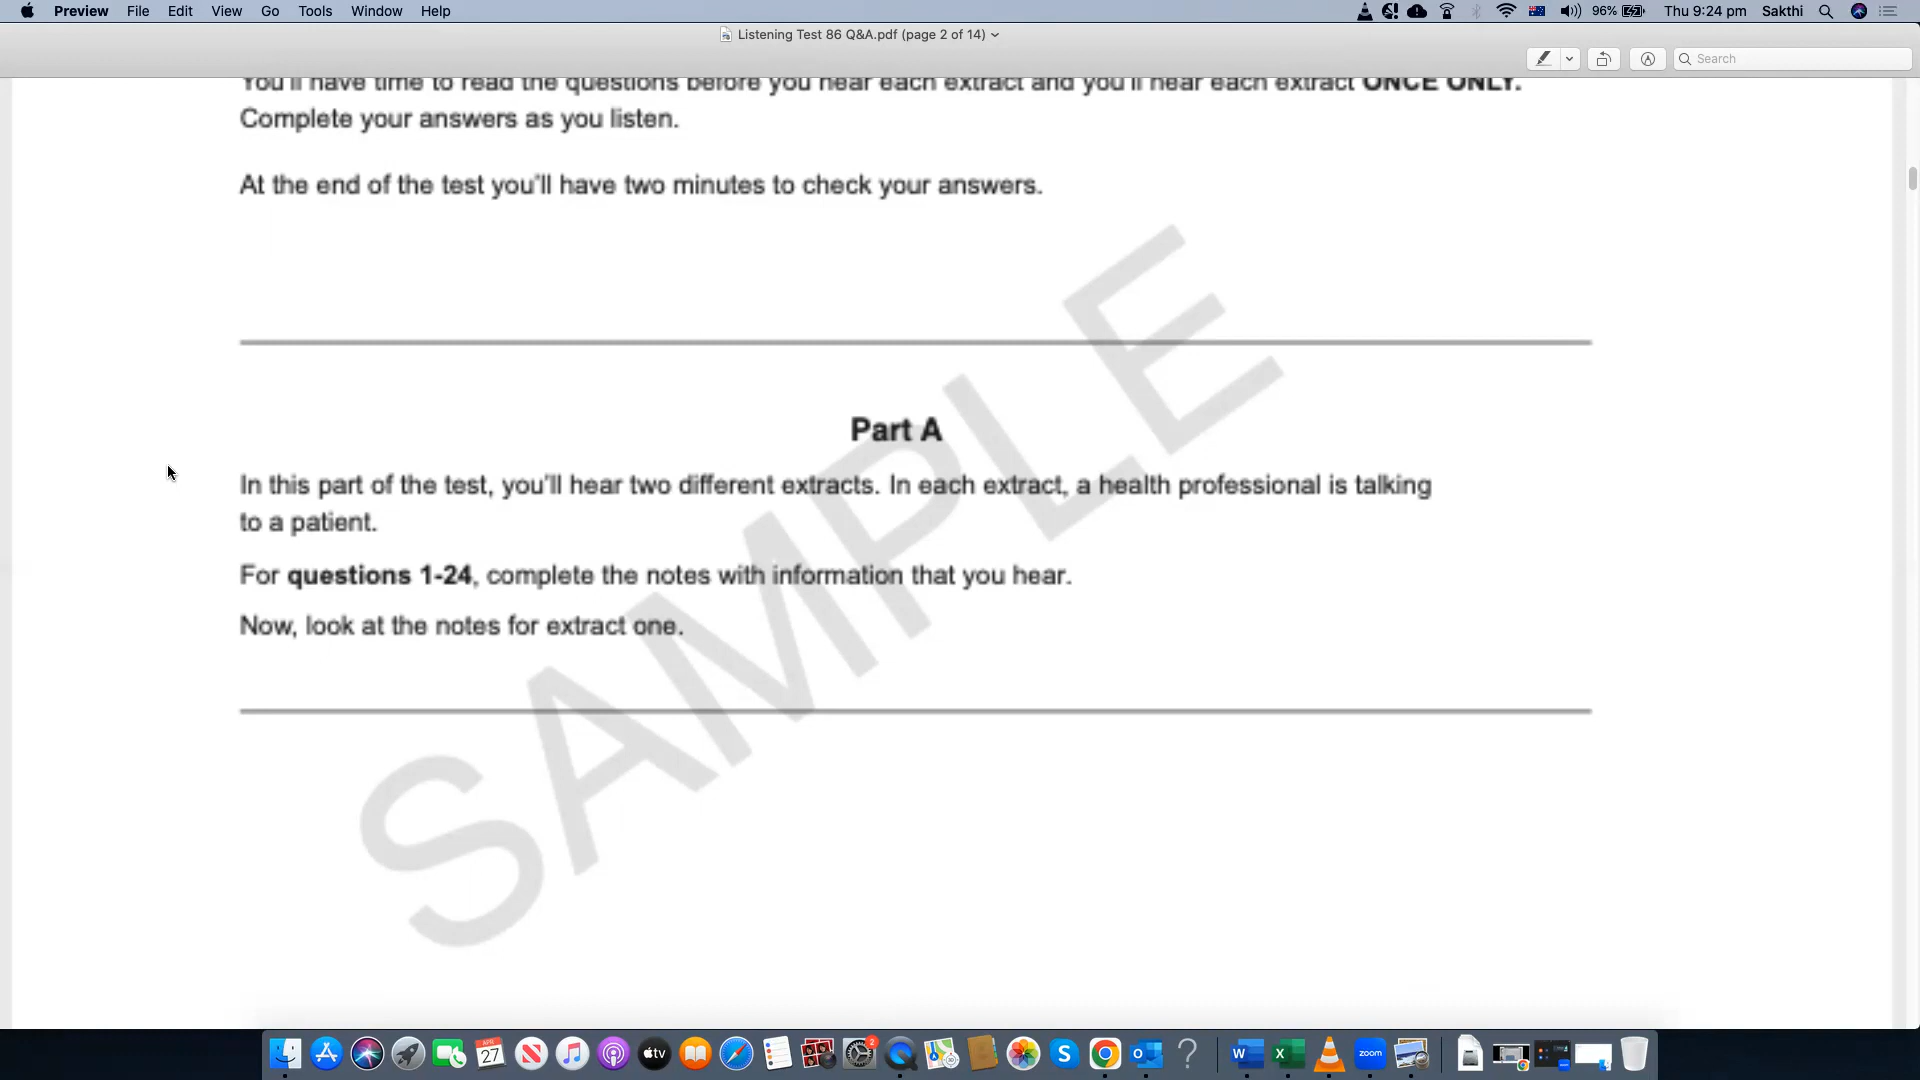 Preview File Edit View Go Tools Window Help 96% Thu 9:24 pm Sakthi
Listening Test 86 Q&A.pdf (page 2 of 14)
Search
You'll have time to read the questions before you hear each extract and you'll hear each extract ONCE ONLY.
Complete your answers as you listen.
At the end of the test you'll have two minutes to check your answers.
Part A
In this part of the test, you'll hear two different extracts. In each extract, a health professional is talking
to a patient.
For questions 1-24, complete the notes with information that you hear.
Now, look at the notes for extract one.
SAMPLE
APR
27
tv
2
S
W
X
zoom